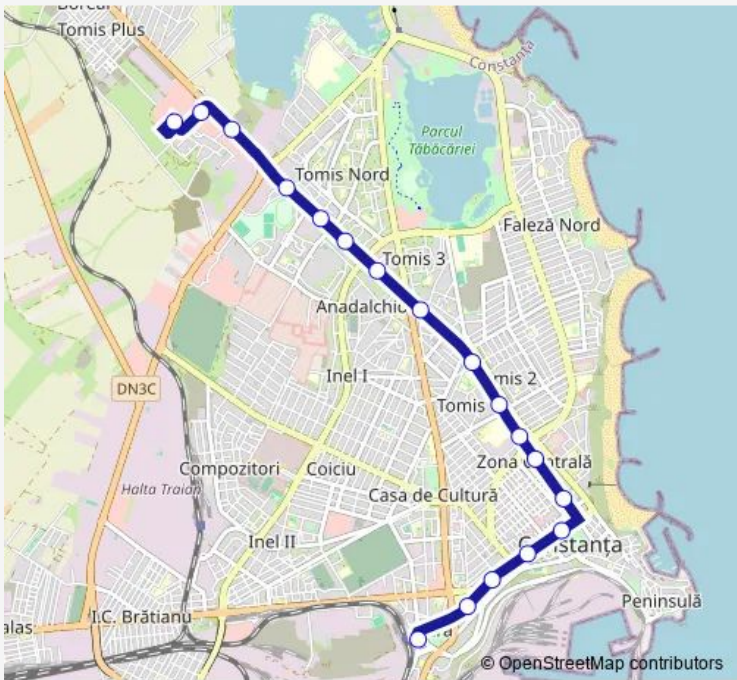 Tomis Plus
Constanța
Parcul
Tăbăcăriei
Tomis Nord
Faleză Nord
Tomis 3
Inel I
DN3C
Tomis
Compozitori
Coiciu
Halta Traian
Casa de Cultură
Inel II
Constanța
I.C. Brătianu
Peninsulă
© OpenStreetMap contributors